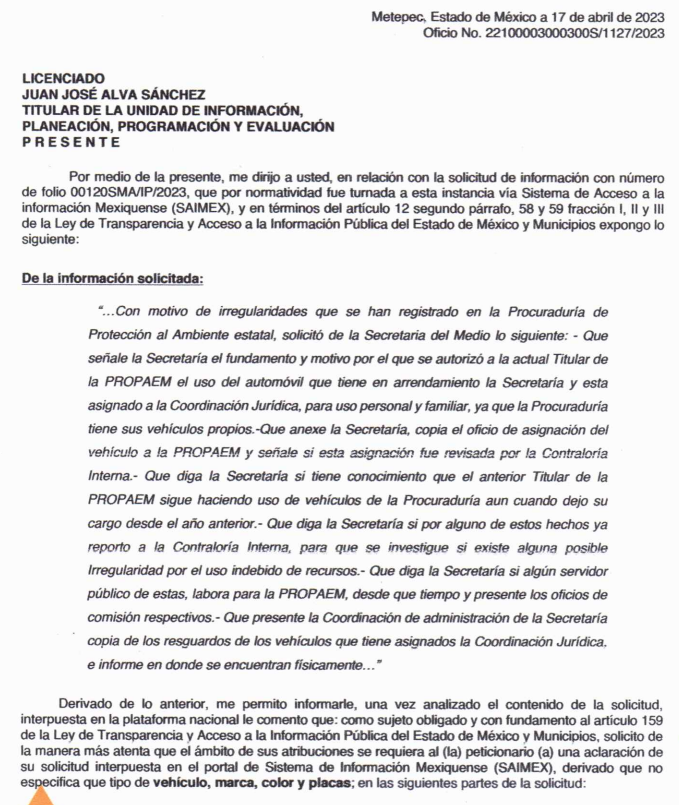 Metepec, Estado de México a 17 de abril de 2023
Oficio No. 22100003000300S/1127/2023
LICENCIADO
JUAN JOSÉ ALVA SÁNCHEZ
TITULAR DE LA UNIDAD DE INFORMACIÓN,
PLANEACIÓN, PROGRAMACIÓN Y EVALUACIÓN
P R E S E N T E
Por medio de la presente, me dirijo a usted, en relación con la solicitud de información con número
de folio 00120SMA/IP/2023, que por normatividad fue turnada a esta instancia vía Sistema de Acceso a la
información Mexiquense (SAIMEX), y en términos del artículo 12 segundo párrafo, 58 y 59 fracción I, II y III
de la Ley de Transparencia y Acceso a la Información Pública del Estado de México y Municipios expongo lo
siguiente:
De la información solicitada:
“...Con motivo de irregularidades que se han registrado en la Procuraduría de
Protección al Ambiente estatal, solicitó de la Secretaria del Medio lo siguiente: - Que
señale la Secretaría el fundamento y motivo por el que se autorizó a la actual Titular de
la PROPAEM el uso del automóvil que tiene en arrendamiento la Secretaría y esta
asignado a la Coordinación Jurídica, para uso personal y familiar, ya que la Procuraduría
tiene sus vehículos propios.-Que anexe la Secretaría, copia el oficio de asignación del
vehículo a la PROPAEM y señale si esta asignación fue revisada por la Contraloría
Interna.- Que diga la Secretaría si tiene conocimiento que el anterior Titular de la
PROPAEM sigue haciendo uso de vehículos de la Procuraduría aun cuando dejo su
cargo desde el año anterior.- Que diga la Secretaría si por alguno de estos hechos ya
reporto a la Contraloría Interna, para que se investigue si existe alguna posible
Irregularidad por el uso indebido de recursos.- Que diga la Secretaría si algún servidor
público de estas, labora para la PROPAEM, desde que tiempo y presente los oficios de
comisión respectivos.- Que presente la Coordinación de administración de la Secretaría
copia de los resguardos de los vehículos que tiene asignados la Coordinación Jurídica,
e informe en donde se encuentran físicamente...”
Derivado de lo anterior, me permito informarle, una vez analizado el contenido de la solicitud,
interpuesta en la plataforma nacional le comento que: como sujeto obligado y con fundamento al artículo 159
de la Ley de Transparencia y Acceso a la Información Pública del Estado de México y Municipios, solicito de
la manera más atenta que el ámbito de sus atribuciones se requiera al (la) peticionario (a) una aclaración de
su solicitud interpuesta en el portal de Sistema de Información Mexiquense (SAIMEX), derivado que no
especifica que tipo de vehículo, marca, color y placas; en las siguientes partes de la solicitud: